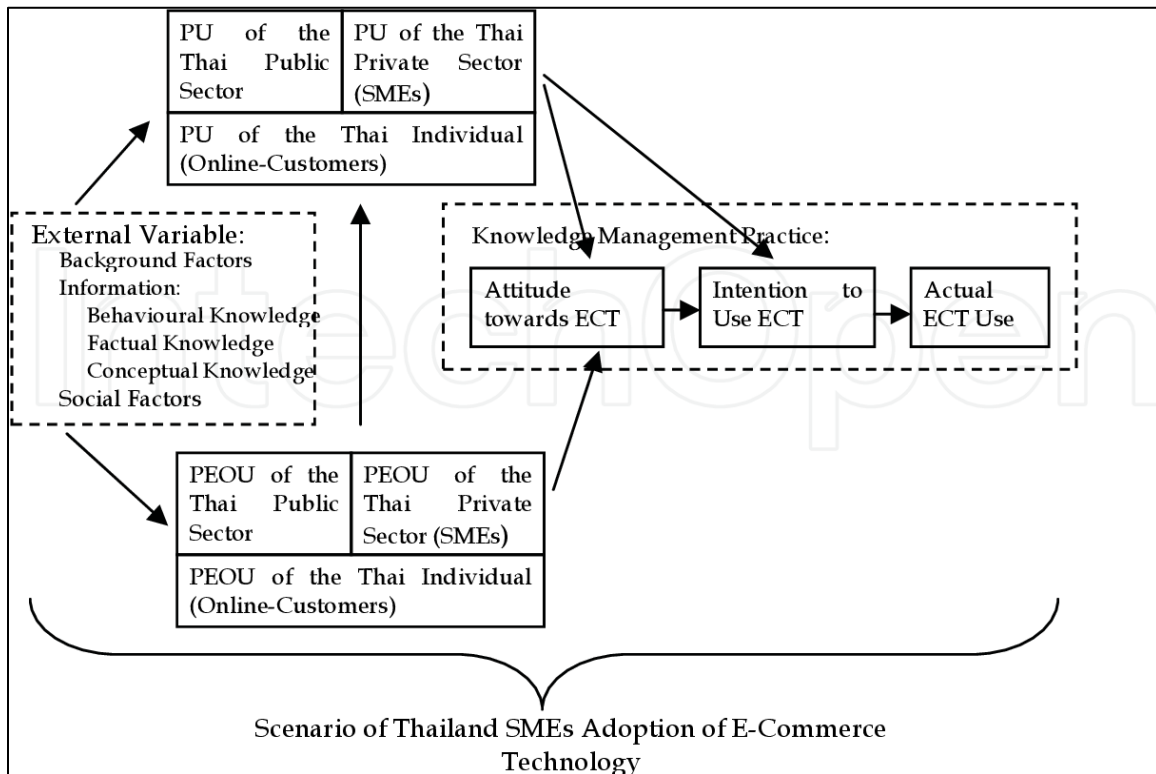 PU of the
Thai Public
Sector
PU of the Thai
Private Sector
(SMEs)
PU of the Thai Individual
(Online-Customers)
External Variable:
Background Factors
Information:
Behavioural Knowledge
Factual Knowledge
Conceptual Knowledge
Social Factors
Knowledge Management Practice:
Attitude
towards ECT
Intention to
Use ECT
Actual
ECT Use
IntechOpen
PEOU of the
Thai Public
Sector
PEOU of the
Thai Private
Sector (SMEs)
PEOU of the Thai Individual
(Online-Customers)
Scenario of Thailand SMEs Adoption of E-Commerce
Technology